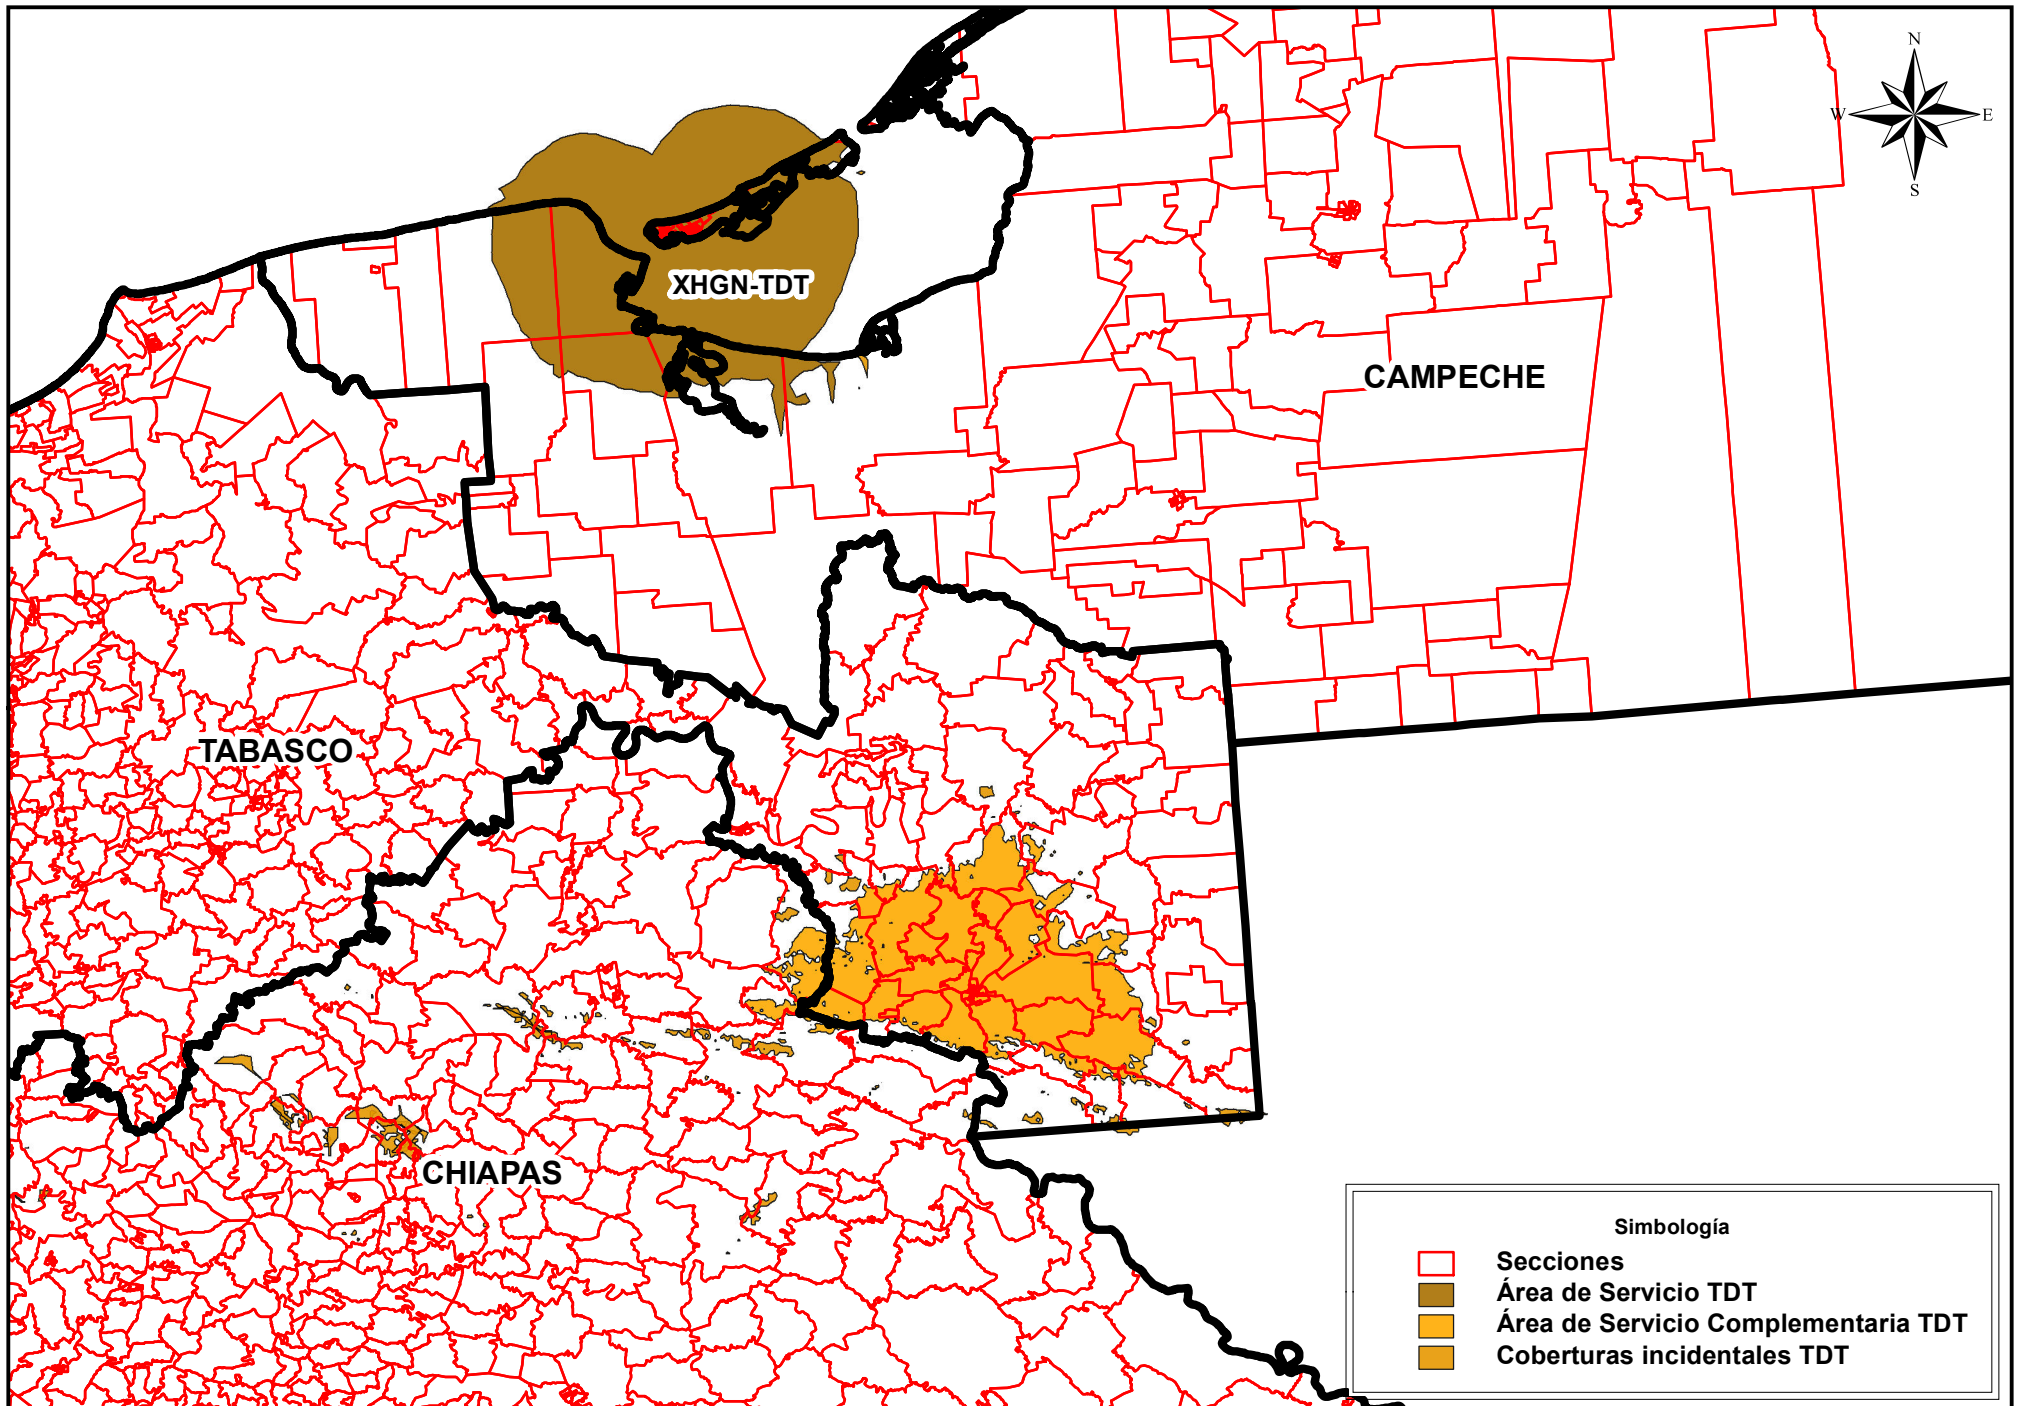 N
W E
S
XHGN-TDT
CAMPECHE
TABASCO
CHIAPAS
Simbología
Secciones
Área de Servicio TDT
Área de Servicio Complementaria TDT
Coberturas incidentales TDT